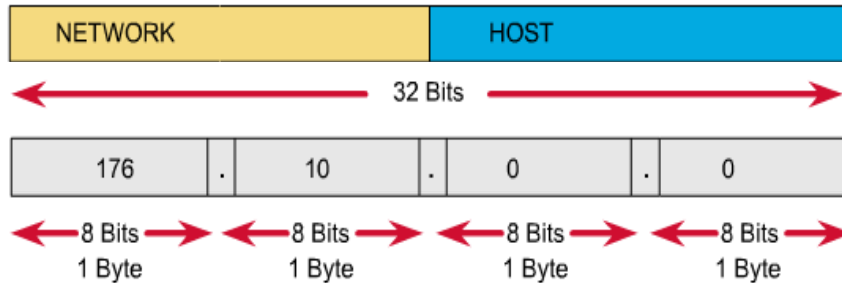 NETWORK HOST
32 Bits
176 . 10 . 0 . 0
8 Bits 8 Bits 8 Bits 8 Bits
1 Byte 1 Byte 1 Byte 1 Byte